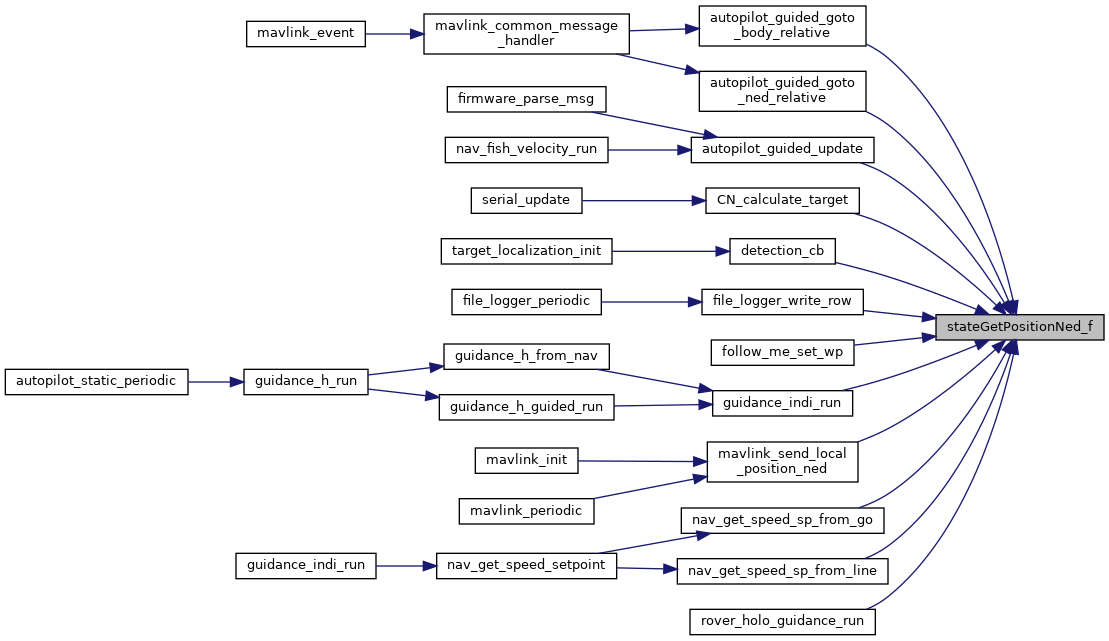 autopilot_guided_goto
_body_relative
mavlink_common_message
_handler
mavlink_event
autopilot_guided_goto
_ned_relative
firmware_parse_msg
nav_fish_velocity_run
autopilot_guided_update
serial_update
CN_calculate_target
target_localization_init
detection_cb
file_logger_periodic
file_logger_write_row
stateGetPositionNed_f
follow_me_set_wp
guidance_h_from_nav
autopilot_static_periodic
guidance_h_run
guidance_h_guided_run
guidance_indi_run
mavlink_init
mavlink_send_local
_position_ned
mavlink_periodic
nav_get_speed_sp_from_go
guidance_indi_run
nav_get_speed_setpoint
nav_get_speed_sp_from_line
rover_holo_guidance_run